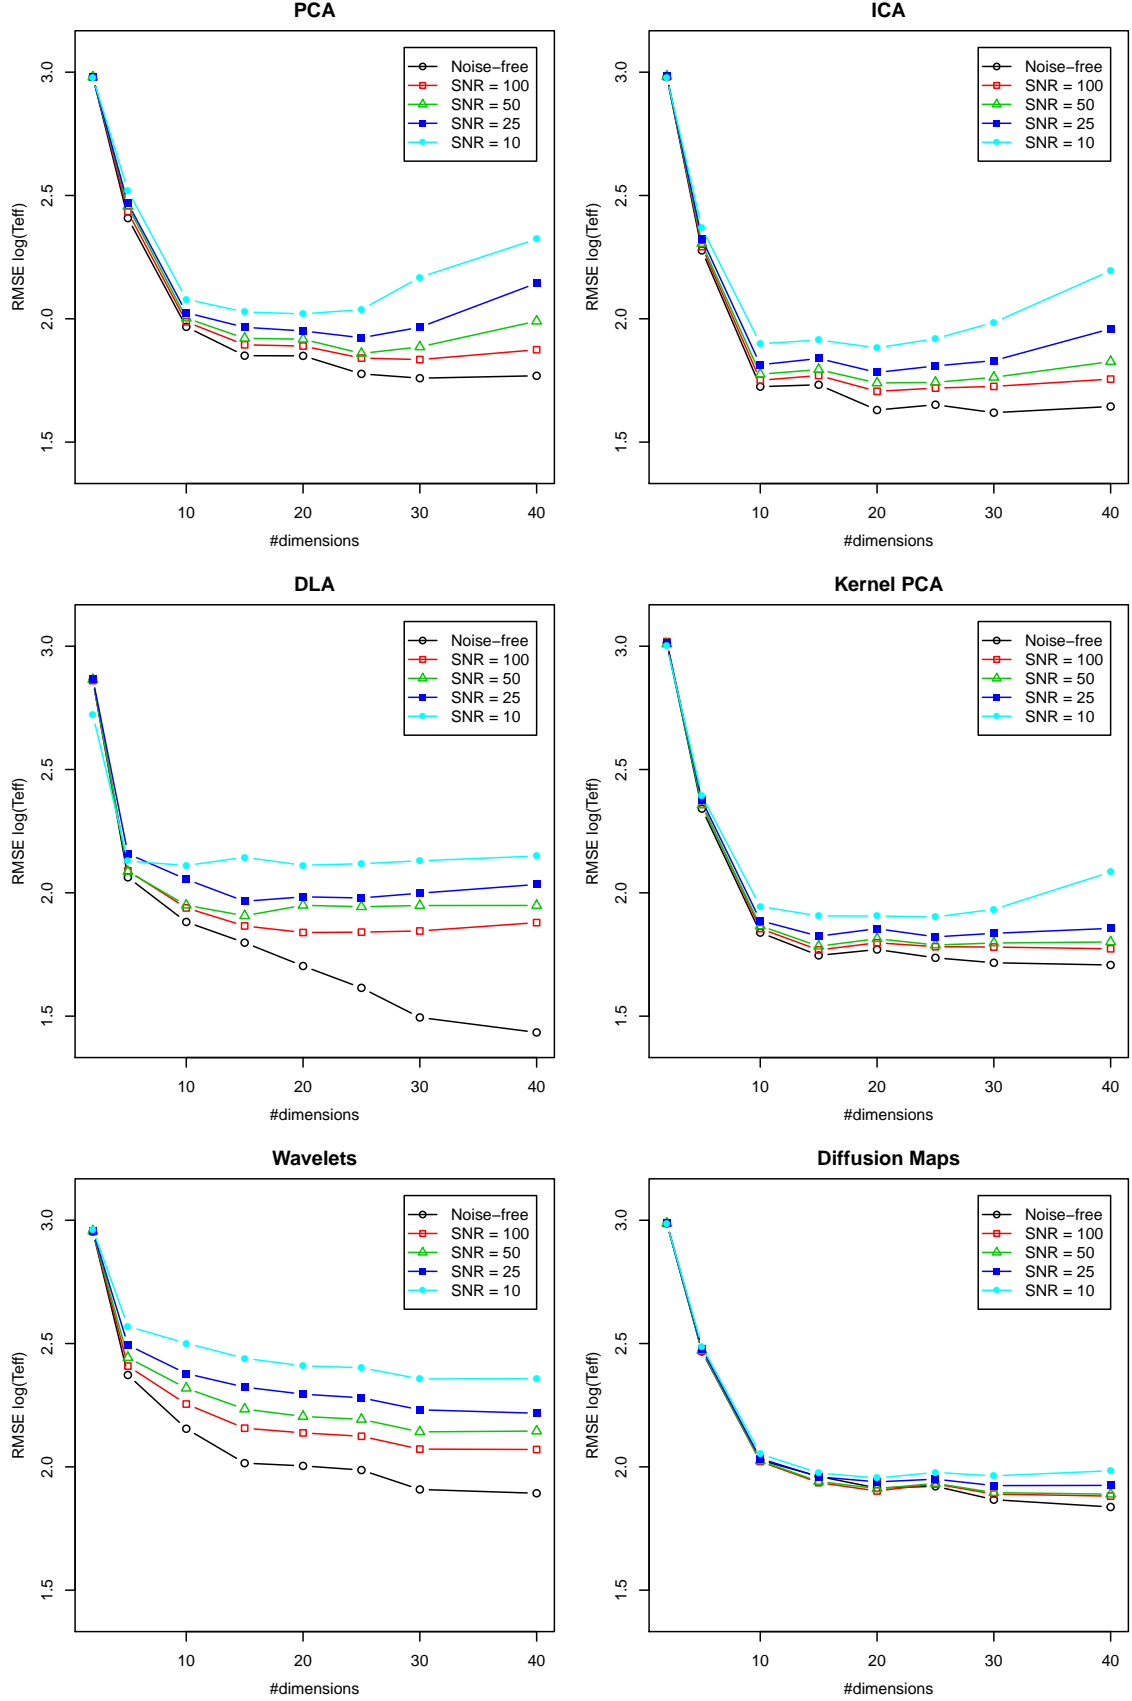 PCA
3.0
2.5
2.0
1.5
RMSE log(Teff)
Noise−free
SNR = 100
SNR = 50
SNR = 25
SNR = 10
10
20
30
40
#dimensions
ICA
3.0
2.5
2.0
1.5
RMSE log(Teff)
Noise−free
SNR = 100
SNR = 50
SNR = 25
SNR = 10
10
20
30
40
#dimensions
DLA
3.0
2.5
2.0
1.5
RMSE log(Teff)
Noise−free
SNR = 100
SNR = 50
SNR = 25
SNR = 10
10
20
30
40
#dimensions
Kernel PCA
3.0
2.5
2.0
1.5
RMSE log(Teff)
Noise−free
SNR = 100
SNR = 50
SNR = 25
SNR = 10
10
20
30
40
#dimensions
Wavelets
3.0
2.5
2.0
1.5
RMSE log(Teff)
Noise−free
SNR = 100
SNR = 50
SNR = 25
SNR = 10
10
20
30
40
#dimensions
Diffusion Maps
3.0
2.5
2.0
1.5
RMSE log(Teff)
Noise−free
SNR = 100
SNR = 50
SNR = 25
SNR = 10
10
20
30
40
#dimensions